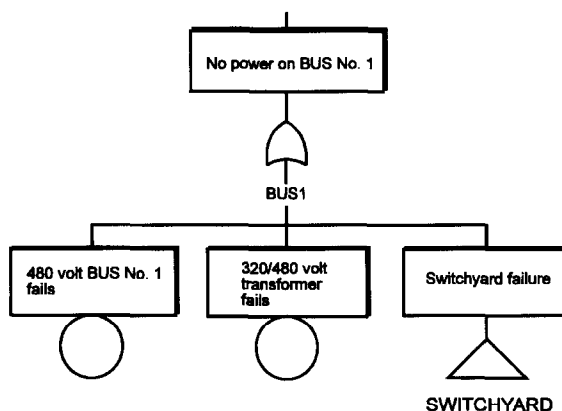 No power on BUS No. 1
BUS1
480 volt BUS No. 1
fails
320/480 volt
transformer
fails
Switchyard failure
SWITCHYARD